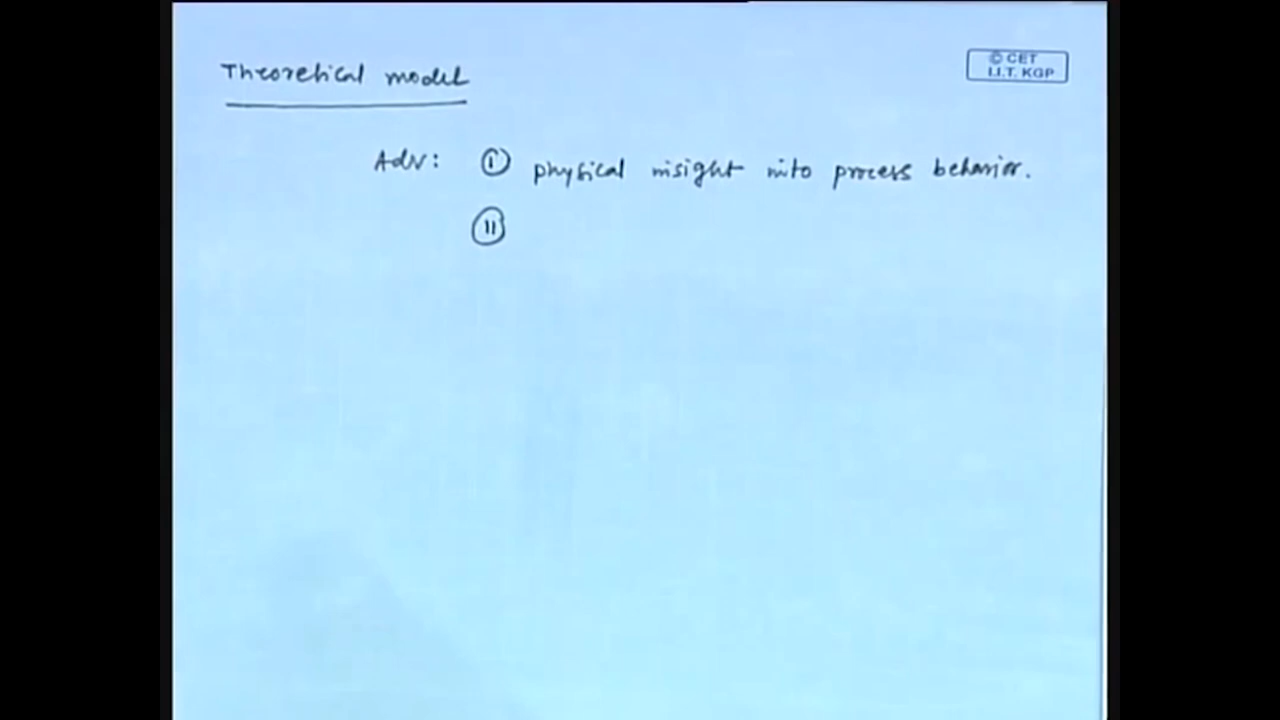 Theoretical model
© CET
I.I.T. KGP
Adv: (i) physical insight into process behavior.
(ii)